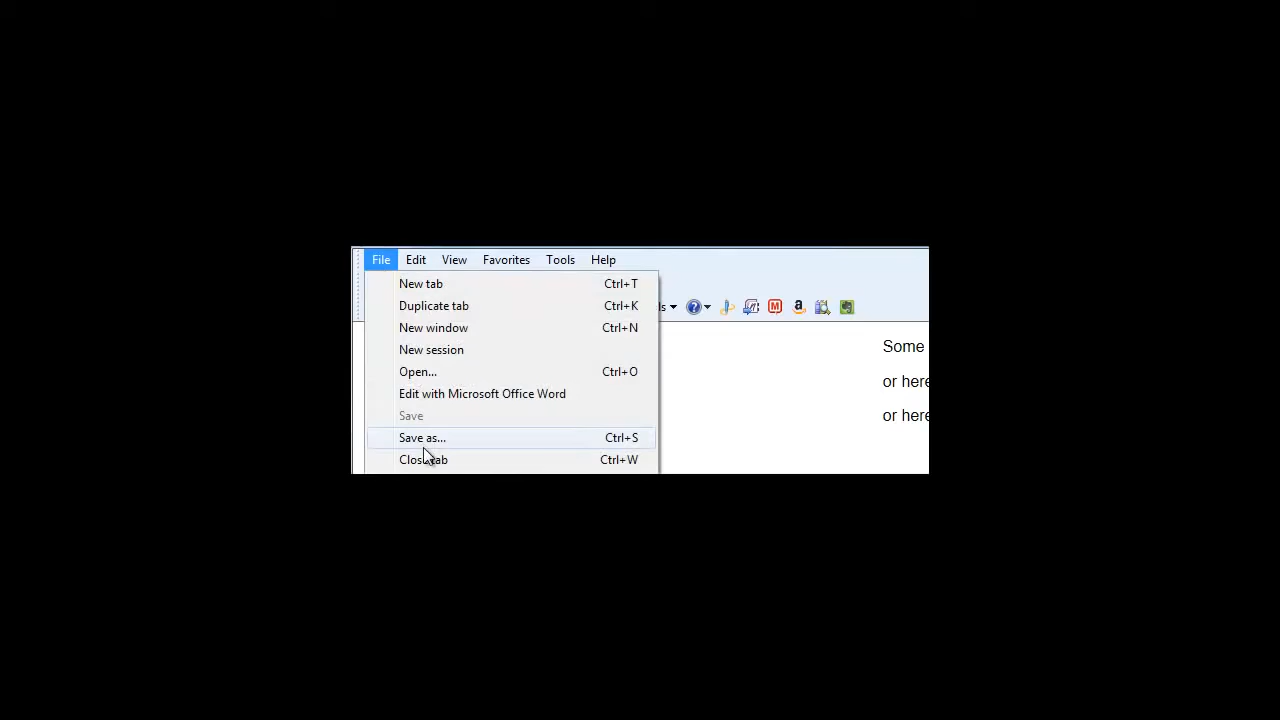 File Edit View Favorites Tools Help
New tab Ctrl+T
Duplicate tab Ctrl+K
New window Ctrl+N
New session
Open... Ctrl+O
Edit with Microsoft Office Word
Save
Save as... Ctrl+S
Close tab Ctrl+W
Some
or here
or here